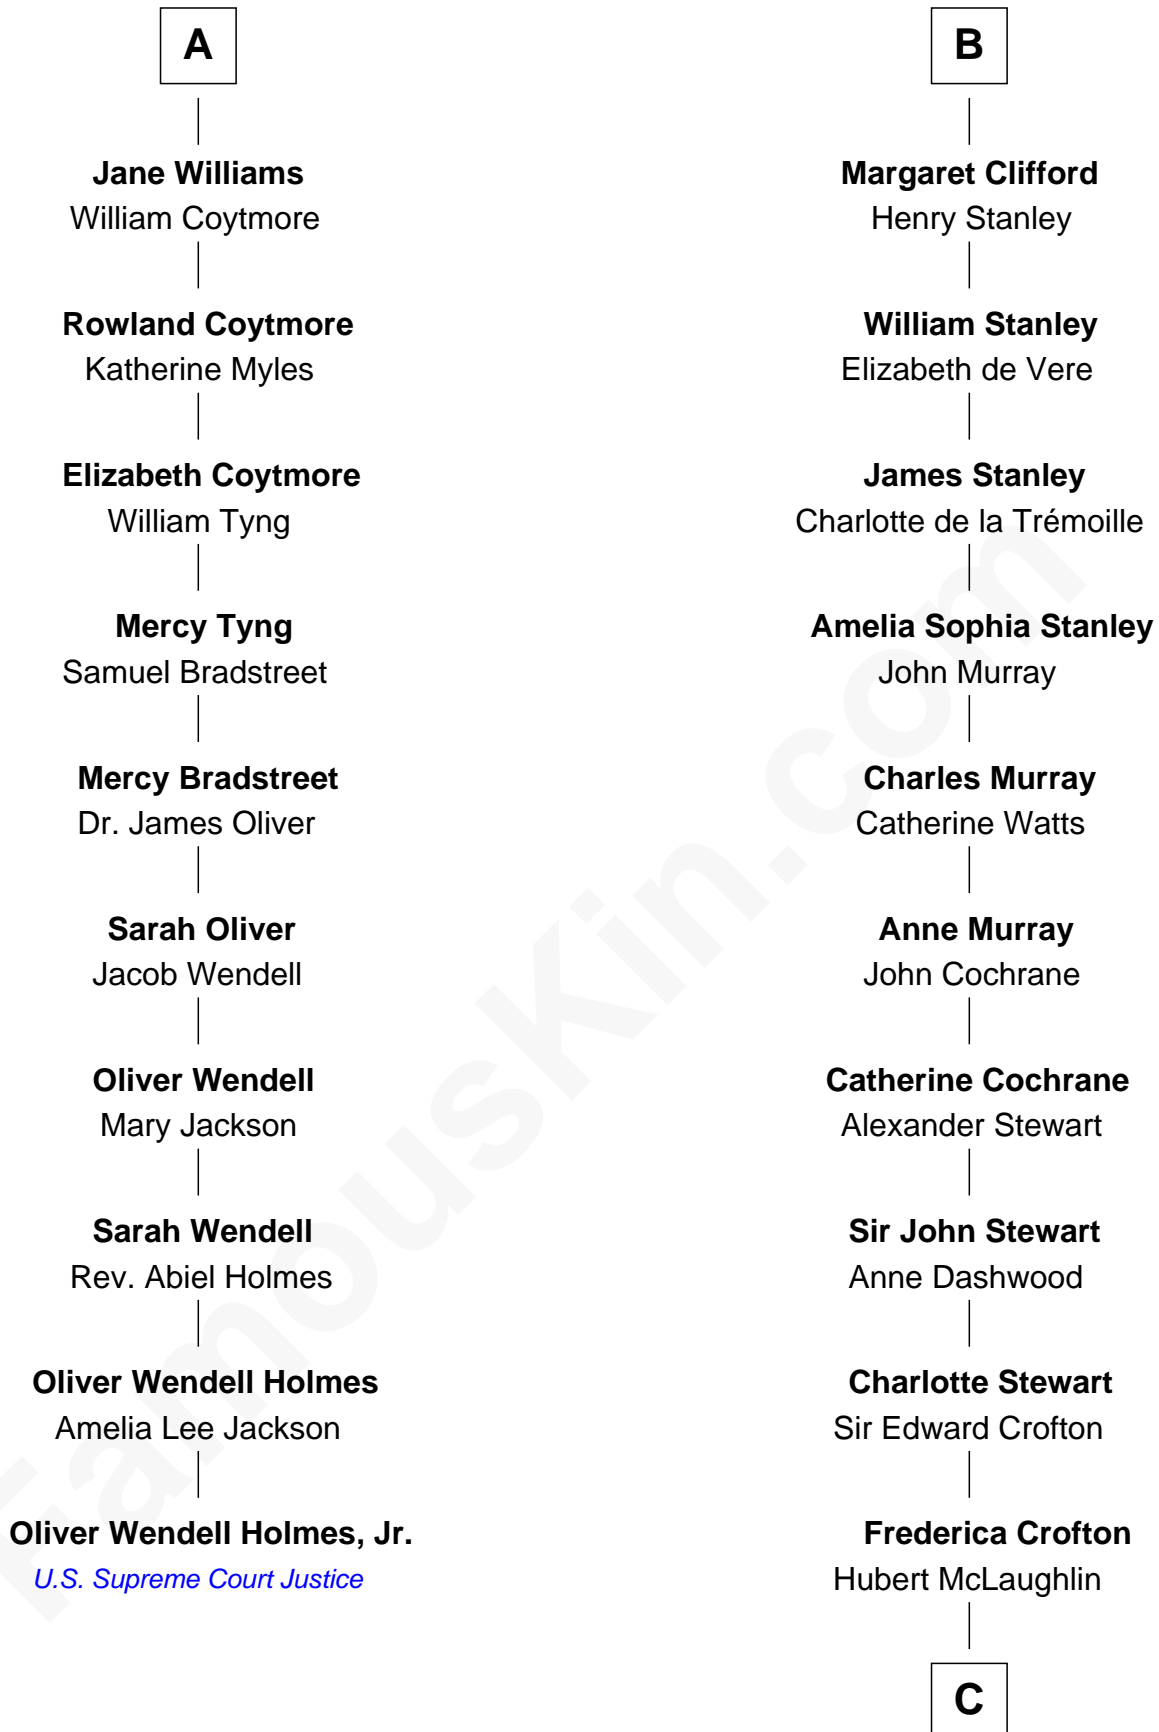 A
Jane Williams
William Coytmore
Rowland Coytmore
Katherine Myles
Elizabeth Coytmore
William Tyng
Mercy Tyng
Samuel Bradstreet
Mercy Bradstreet
Dr. James Oliver
Sarah Oliver
Jacob Wendell
Oliver Wendell
Mary Jackson
Sarah Wendell
Rev. Abiel Holmes
Oliver Wendell Holmes
Amelia Lee Jackson
Oliver Wendell Holmes, Jr.
U.S. Supreme Court Justice
B
Margaret Clifford
Henry Stanley
William Stanley
Elizabeth de Vere
James Stanley
Charlotte de la Trémoille
Amelia Sophia Stanley
John Murray
Charles Murray
Catherine Watts
Anne Murray
John Cochrane
Catherine Cochrane
Alexander Stewart
Sir John Stewart
Anne Dashwood
Charlotte Stewart
Sir Edward Crofton
Frederica Crofton
Hubert McLaughlin
C
FamousKin.com